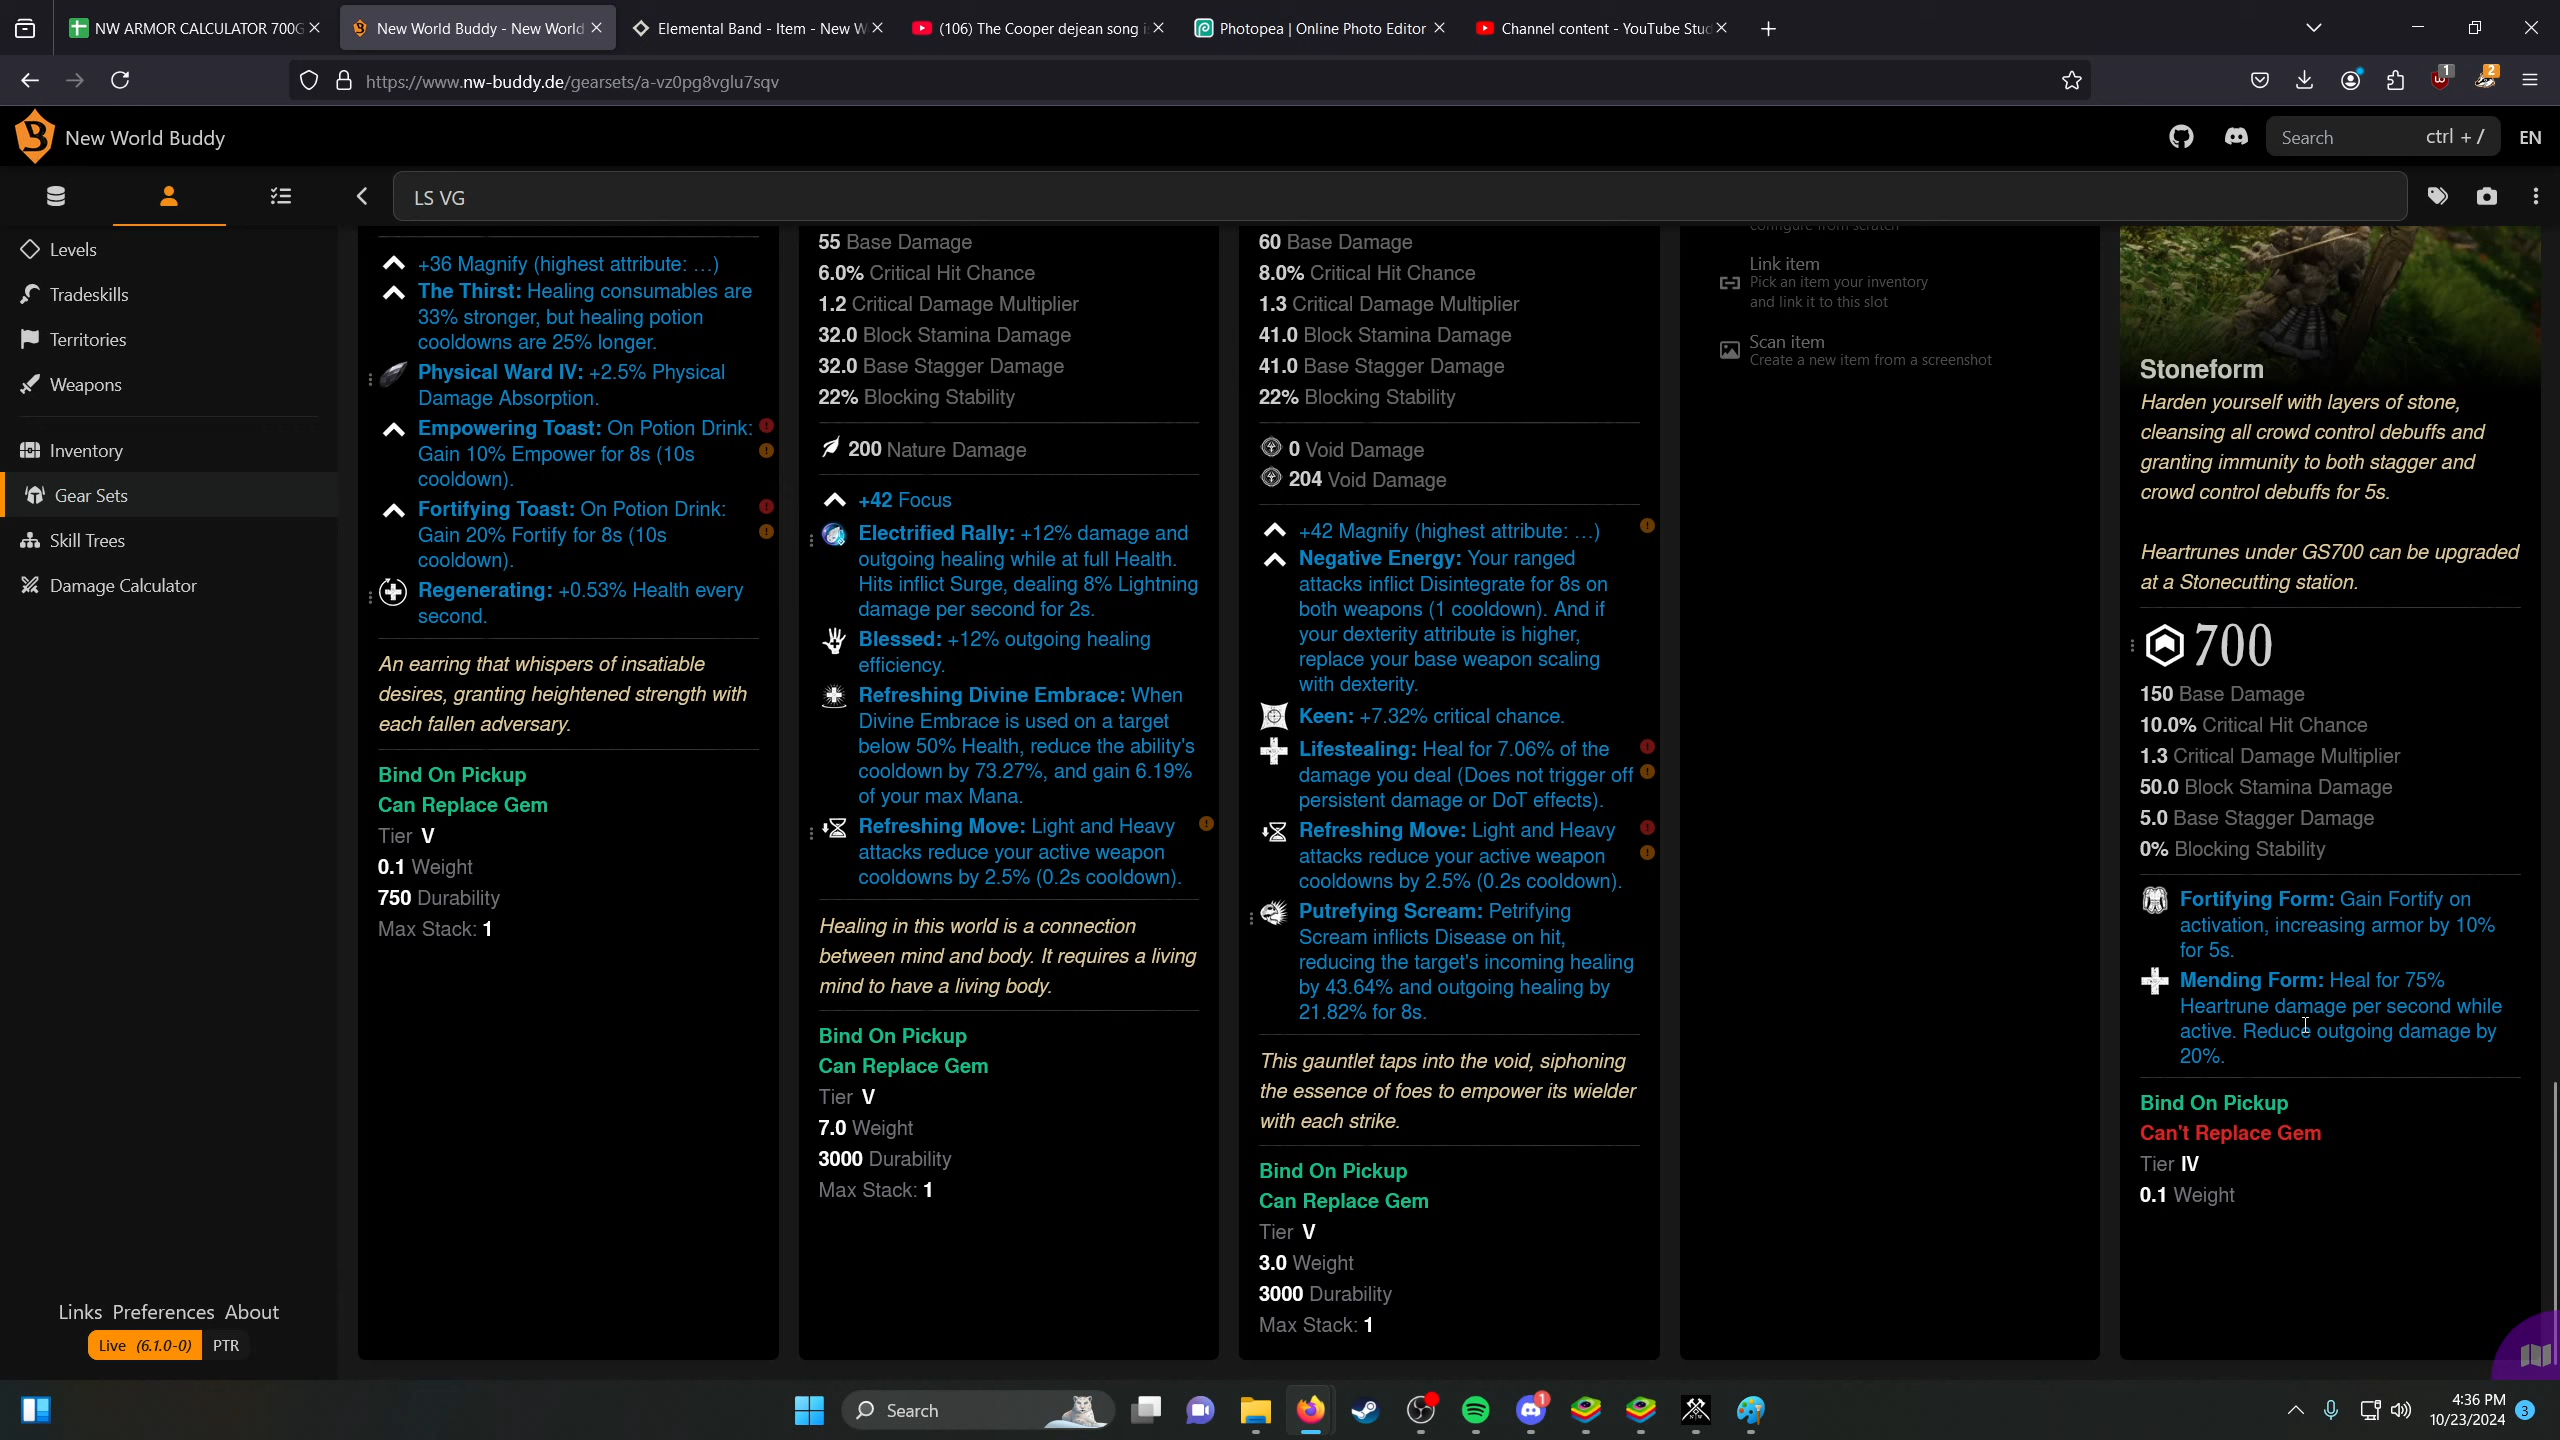 NW ARMOR CALCULATOR 700G
New World Buddy - New World
Elemental Band - Item - New W
(106) The Cooper dejean song i
Photopea | Online Photo Editor
Channel content - YouTube Stud
https://www.nw-buddy.de/gearsets/a-vz0pg8vglu7sqv
1
2
New World Buddy
Search ctrl + /
EN
LS VG
Levels
Tradeskills
Territories
Weapons
Inventory
Gear Sets
Skill Trees
Damage Calculator
Links Preferences About
Live (6.1.0-0) PTR
+36 Magnify (highest attribute: …)
The Thirst: Healing consumables are
33% stronger, but healing potion
cooldowns are 25% longer.
Physical Ward IV: +2.5% Physical
Damage Absorption.
Empowering Toast: On Potion Drink:
Gain 10% Empower for 8s (10s
cooldown).
Fortifying Toast: On Potion Drink:
Gain 20% Fortify for 8s (10s
cooldown).
Regenerating: +0.53% Health every
second.
An earring that whispers of insatiable
desires, granting heightened strength with
each fallen adversary.
Bind On Pickup
Can Replace Gem
Tier V
0.1 Weight
750 Durability
Max Stack: 1
55 Base Damage
6.0% Critical Hit Chance
1.2 Critical Damage Multiplier
32.0 Block Stamina Damage
32.0 Base Stagger Damage
22% Blocking Stability
200 Nature Damage
+42 Focus
Electrified Rally: +12% damage and
outgoing healing while at full Health.
Hits inflict Surge, dealing 8% Lightning
damage per second for 2s.
Blessed: +12% outgoing healing
efficiency.
Refreshing Divine Embrace: When
Divine Embrace is used on a target
below 50% Health, reduce the ability's
cooldown by 73.27%, and gain 6.19%
of your max Mana.
Refreshing Move: Light and Heavy
attacks reduce your active weapon
cooldowns by 2.5% (0.2s cooldown).
Healing in this world is a connection
between mind and body. It requires a living
mind to have a living body.
Bind On Pickup
Can Replace Gem
Tier V
7.0 Weight
3000 Durability
Max Stack: 1
60 Base Damage
8.0% Critical Hit Chance
1.3 Critical Damage Multiplier
41.0 Block Stamina Damage
41.0 Base Stagger Damage
22% Blocking Stability
0 Void Damage
204 Void Damage
+42 Magnify (highest attribute: …)
Negative Energy: Your ranged
attacks inflict Disintegrate for 8s on
both weapons (1 cooldown). And if
your dexterity attribute is higher,
replace your base weapon scaling
with dexterity.
Keen: +7.32% critical chance.
Lifestealing: Heal for 7.06% of the
damage you deal (Does not trigger off
persistent damage or DoT effects).
Refreshing Move: Light and Heavy
attacks reduce your active weapon
cooldowns by 2.5% (0.2s cooldown).
Putrefying Scream: Petrifying
Scream inflicts Disease on hit,
reducing the target's incoming healing
by 43.64% and outgoing healing by
21.82% for 8s.
This gauntlet taps into the void, siphoning
the essence of foes to empower its wielder
with each strike.
Bind On Pickup
Can Replace Gem
Tier V
3.0 Weight
3000 Durability
Max Stack: 1
configure from scratch
Link item
Pick an item your inventory
and link it to this slot
Scan item
Create a new item from a screenshot
Stoneform
Harden yourself with layers of stone,
cleansing all crowd control debuffs and
granting immunity to both stagger and
crowd control debuffs for 5s.
Heartrunes under GS700 can be upgraded
at a Stonecutting station.
700
150 Base Damage
10.0% Critical Hit Chance
1.3 Critical Damage Multiplier
50.0 Block Stamina Damage
5.0 Base Stagger Damage
0% Blocking Stability
Fortifying Form: Gain Fortify on
activation, increasing armor by 10%
for 5s.
Mending Form: Heal for 75%
Heartrune damage per second while
active. Reduce outgoing damage by
20%.
Bind On Pickup
Can't Replace Gem
Tier IV
0.1 Weight
Search
1
4:36 PM
10/23/2024
3